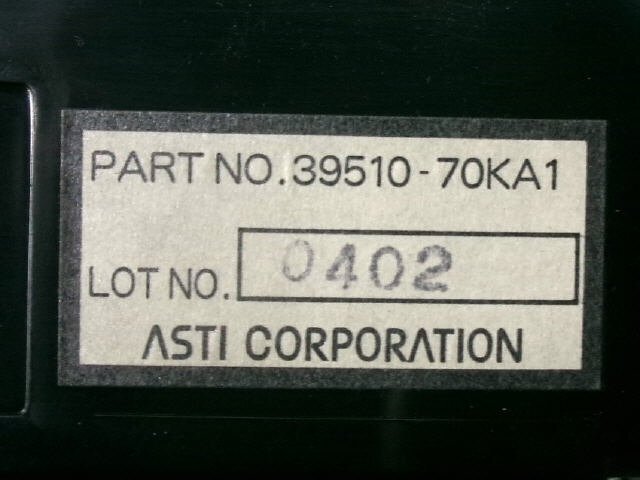 PART NO.39510-70KA1
LOT NO. 0402
ASTI CORPORATION